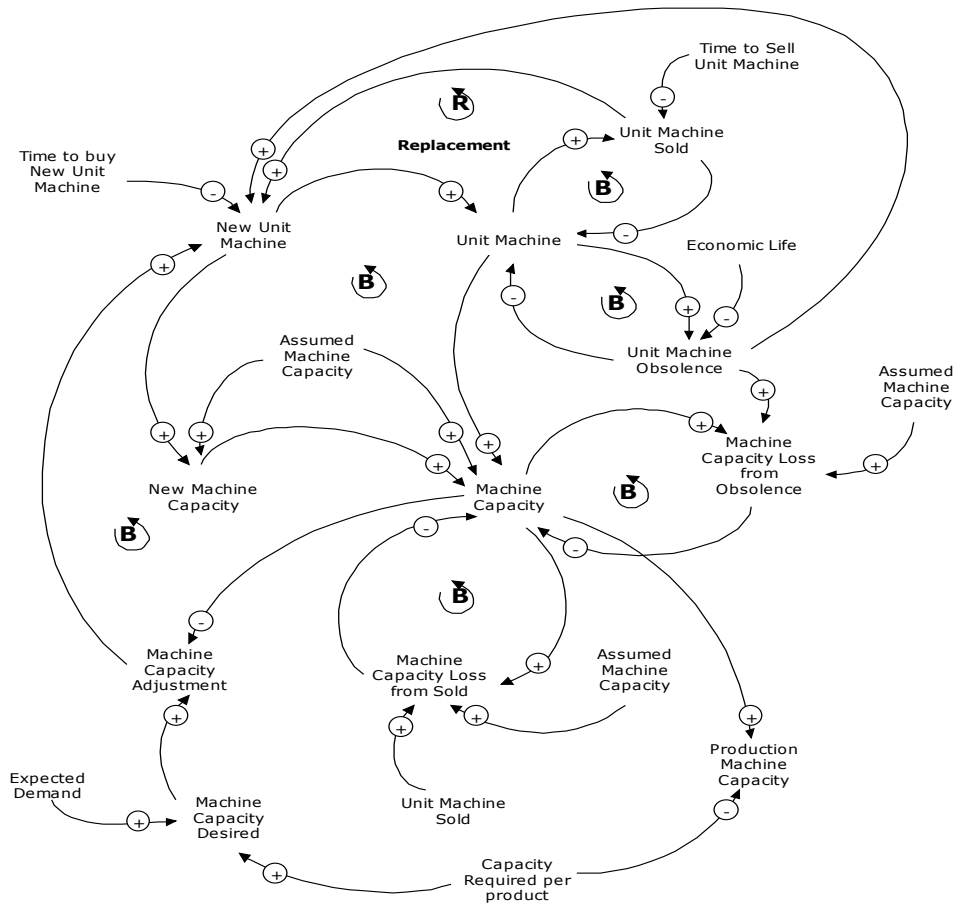 Time to Sell
Unit Machine
-
R
Unit Machine
Sold
+
+
Replacement
+
Time to buy
New Unit
Machine
-
+
B
New Unit
Machine
Unit Machine
-
Economic Life
+
B
-
B
+
-
Assumed
Machine
Capacity
Unit Machine
Obsolence
+
Assumed
Machine
Capacity
+
+
+
+
+
Machine
Capacity Loss
from
Obsolence
+
+
New Machine
Capacity
Machine
Capacity
B
B
-
-
B
-
+
Machine
Capacity
Adjustment
Machine
Capacity Loss
from Sold
Assumed
Machine
Capacity
+
+
+
+
Production
Machine
Capacity
Expected
Demand
+
Machine
Capacity
Desired
Unit Machine
Sold
-
+
Capacity
Required per
product